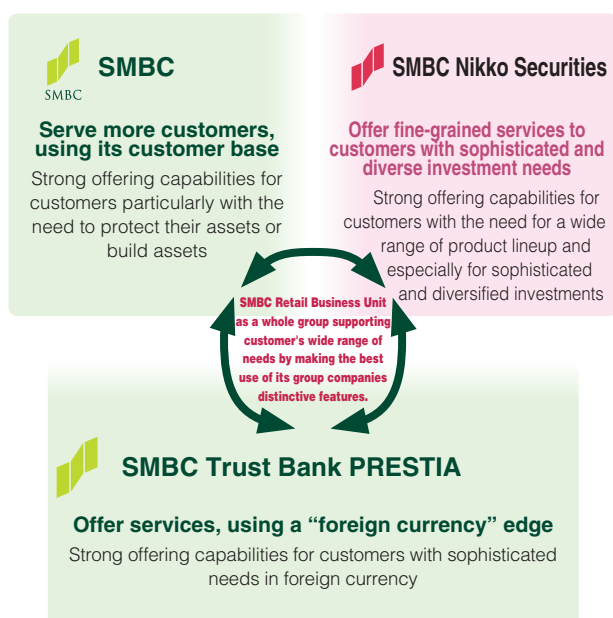 SMBC
SMBC
Serve more customers,
using its customer base
Strong offering capabilities for
customers particularly with the
need to protect their assets or
build assets
SMBC Nikko Securities
Offer fine-grained services to
customers with sophisticated and
diverse investment needs
Strong offering capabilities for
customers with the need for a wide
range of product lineup and
especially for sophisticated
and diversified investments
SMBC Retail Business Unit
as a whole group supporting
customer's wide range of
needs by making the best
use of its group companies
distinctive features.
SMBC Trust Bank PRESTIA
Offer services, using a “foreign currency” edge
Strong offering capabilities for customers with sophisticated
needs in foreign currency